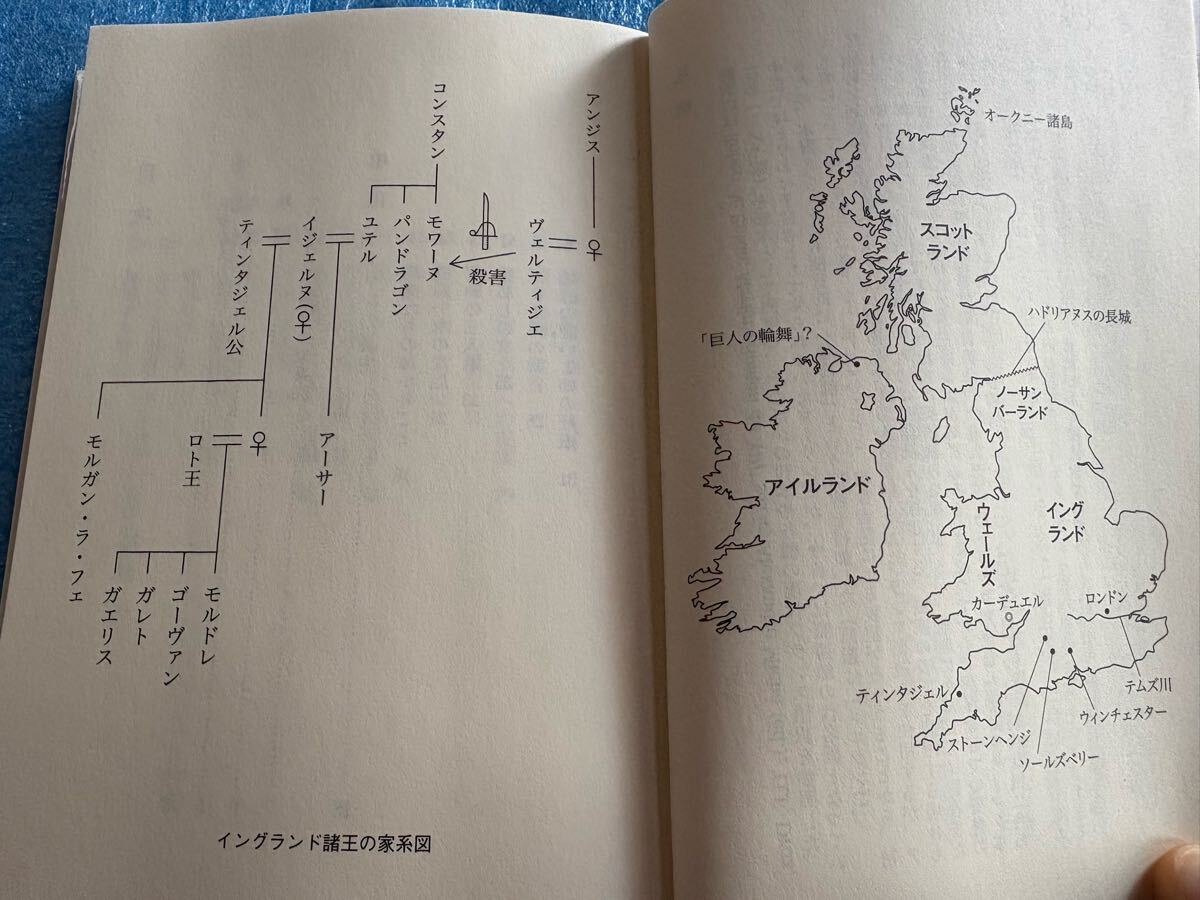 アンジス
コンスタン
ヴェルティジェ
♀
殺害
モワーヌ
パンドラゴン
ユテル
イジェルヌ(♀)
ティンタジェル公
アーサー
♀
ロト王
モルガン・ラ・フェ
モルドレ
ゴーヴァン
ガレト
ガエリス
イングランド諸王の家系図
オークニー諸島
スコット
ランド
ハドリアヌスの長城
「巨人の輪舞」?
ノーサン
バーランド
アイルランド
ウェールズ
イング
ランド
カーデュエル
ロンドン
ティンタジェル
テムズ川
ウィンチェスター
ストーンヘンジ
ソールズベリー